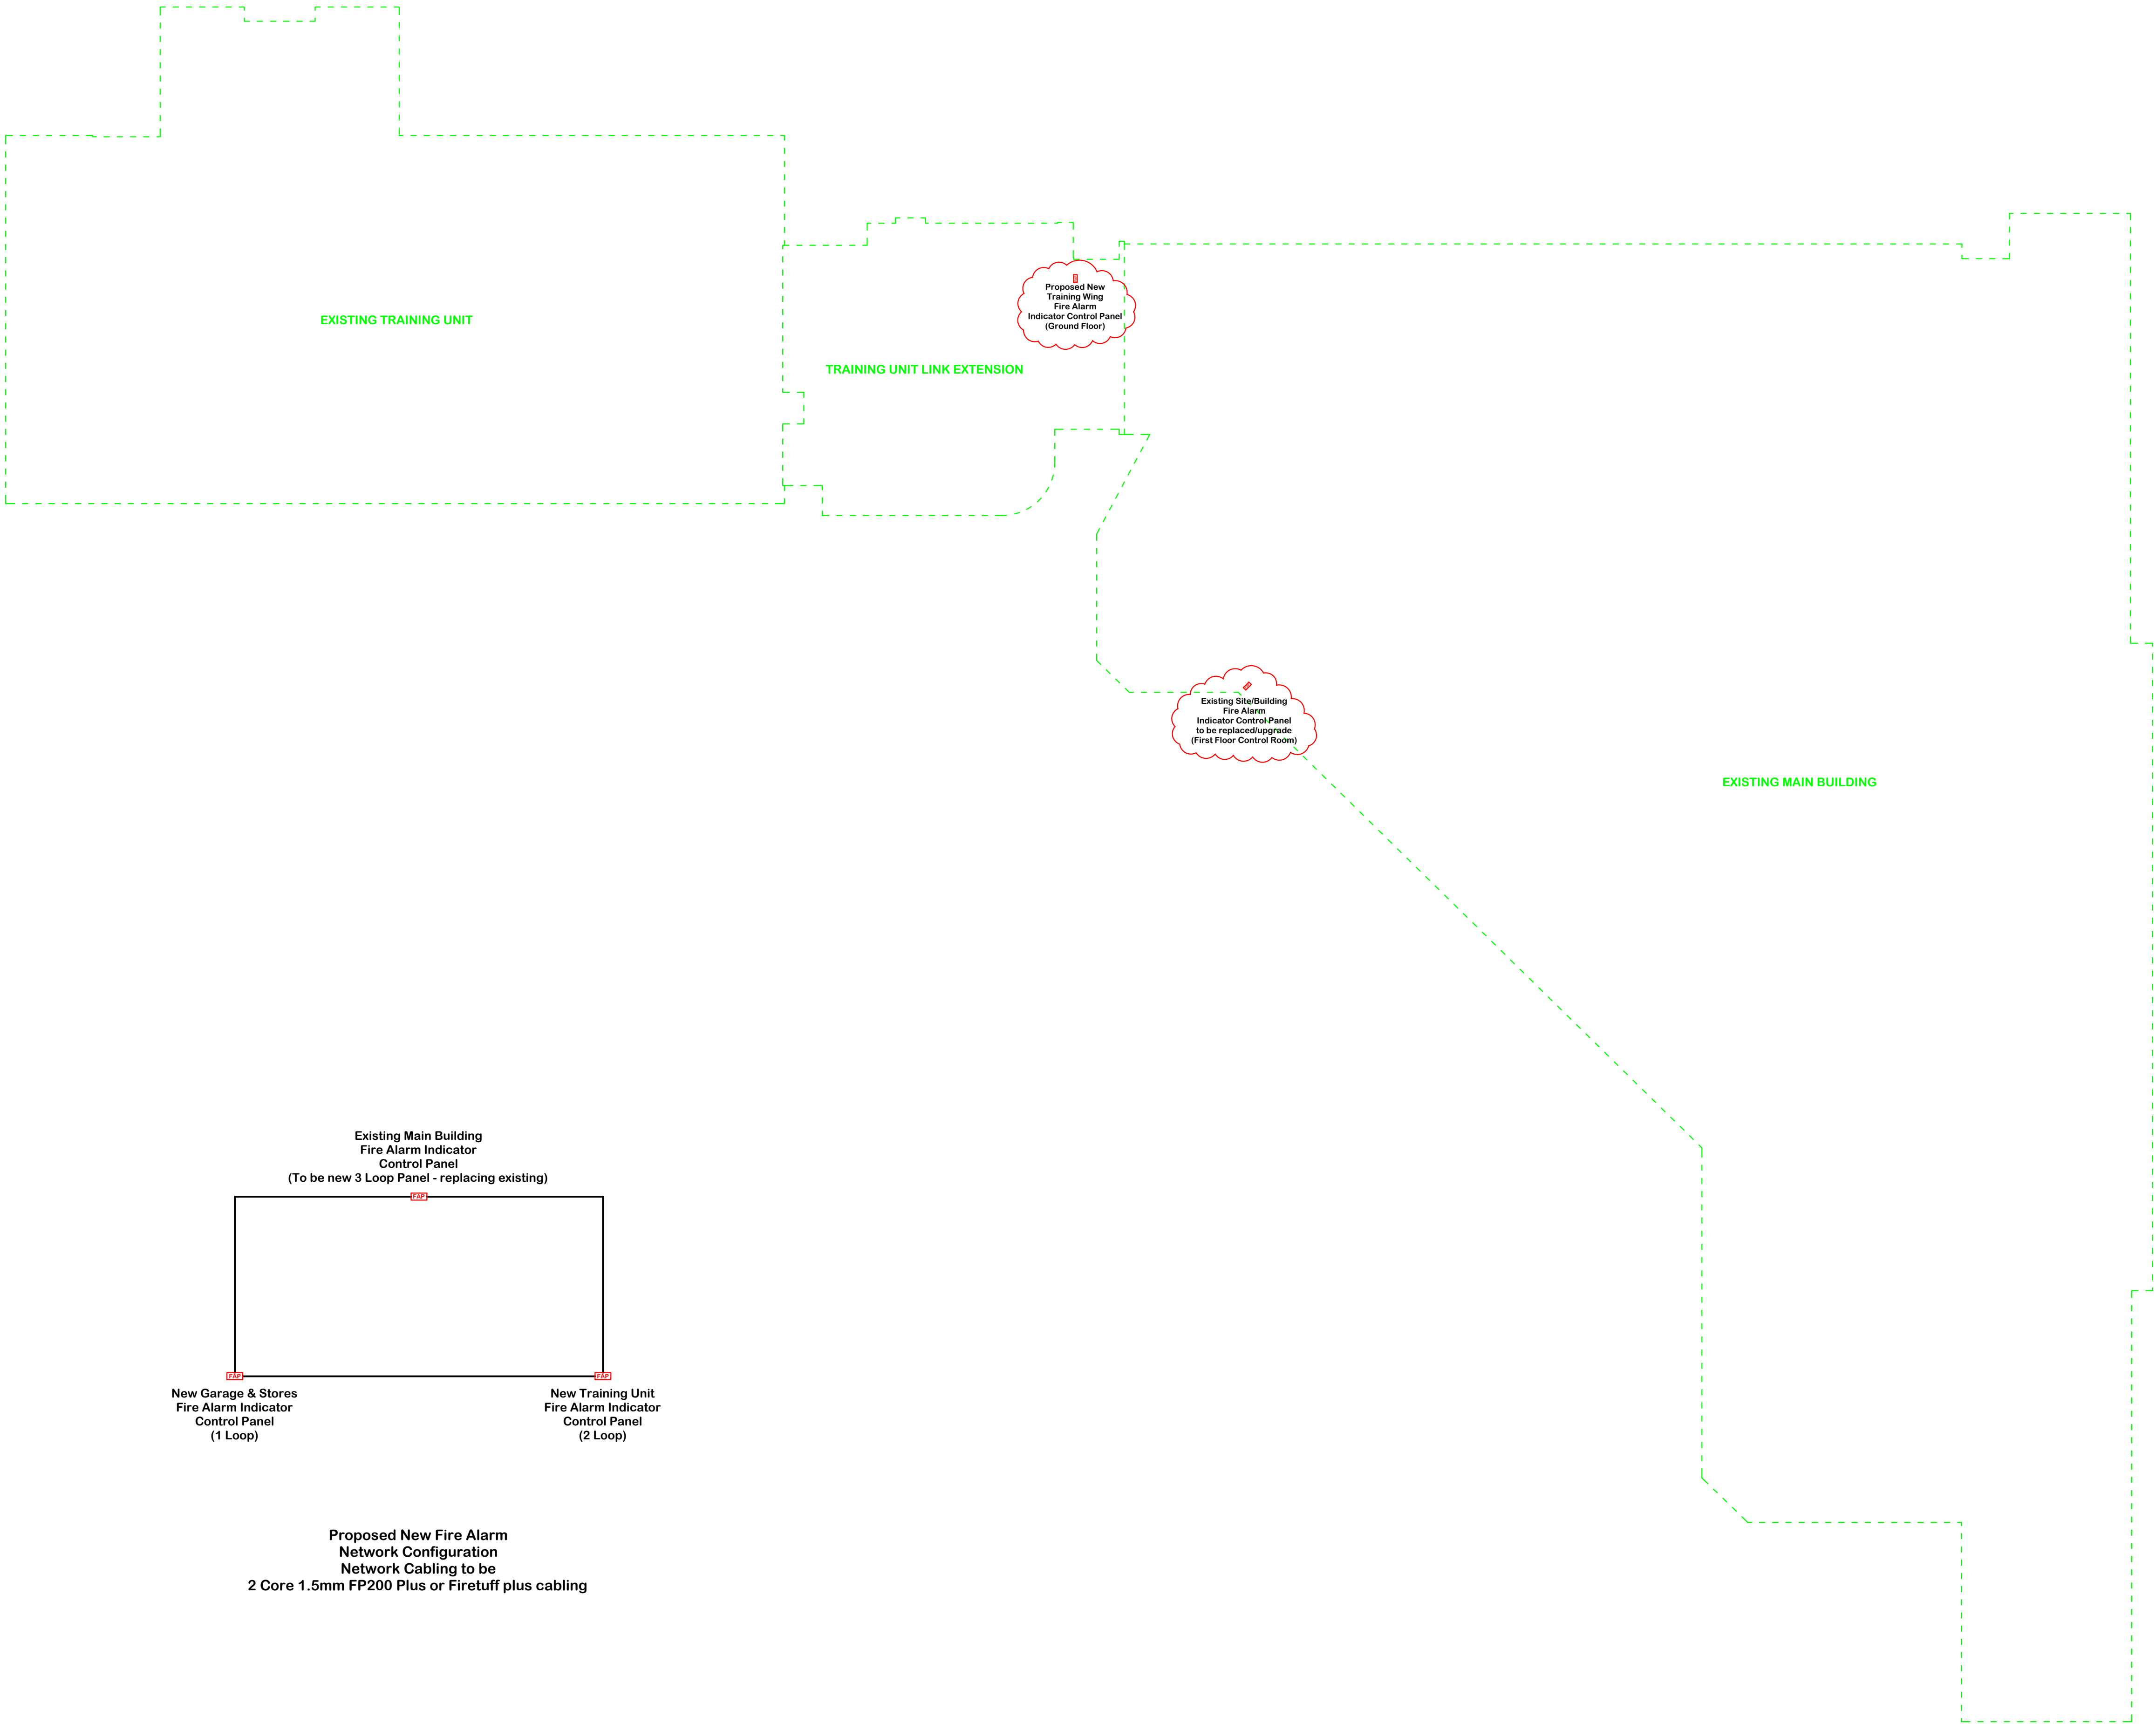 EXISTING TRAINING UNIT
TRAINING UNIT LINK EXTENSION
Proposed New
Training Wing
Fire Alarm
Indicator Control Panel
(Ground Floor)
Existing Site/Building
Fire Alarm
Indicator Control Panel
to be replaced/upgrade
(First Floor Control Room)
EXISTING MAIN BUILDING
Existing Main Building
Fire Alarm Indicator
Control Panel
(To be new 3 Loop Panel - replacing existing)
FAP
FAP
FAP
New Garage & Stores
Fire Alarm Indicator
Control Panel
(1 Loop)
New Training Unit
Fire Alarm Indicator
Control Panel
(2 Loop)
Proposed New Fire Alarm
Network Configuration
Network Cabling to be
2 Core 1.5mm FP200 Plus or Firetuff plus cabling